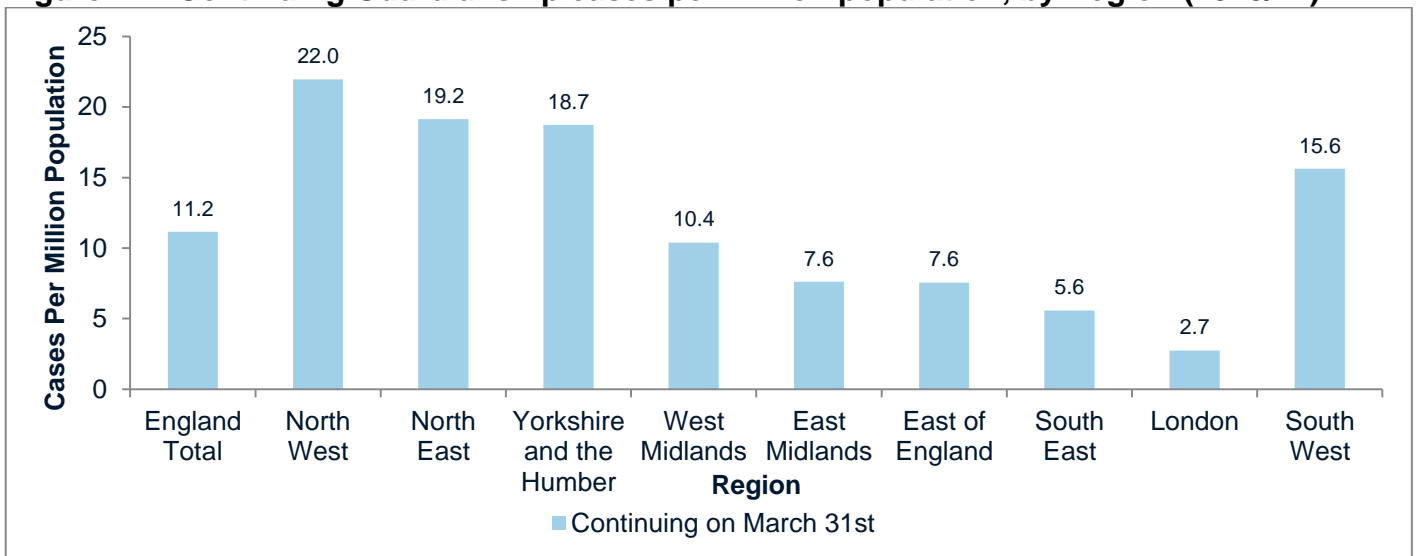 Cases Per Million Population
25
20
15
10
5
0
11.2
22.0
19.2
18.7
10.4
7.6
7.6
5.6
2.7
15.6
England
Total
North
West
North
East
Yorkshire
and the
Humber
West
Midlands
East
Midlands
East of
England
South
East
London
South
West
Region
Continuing on March 31st